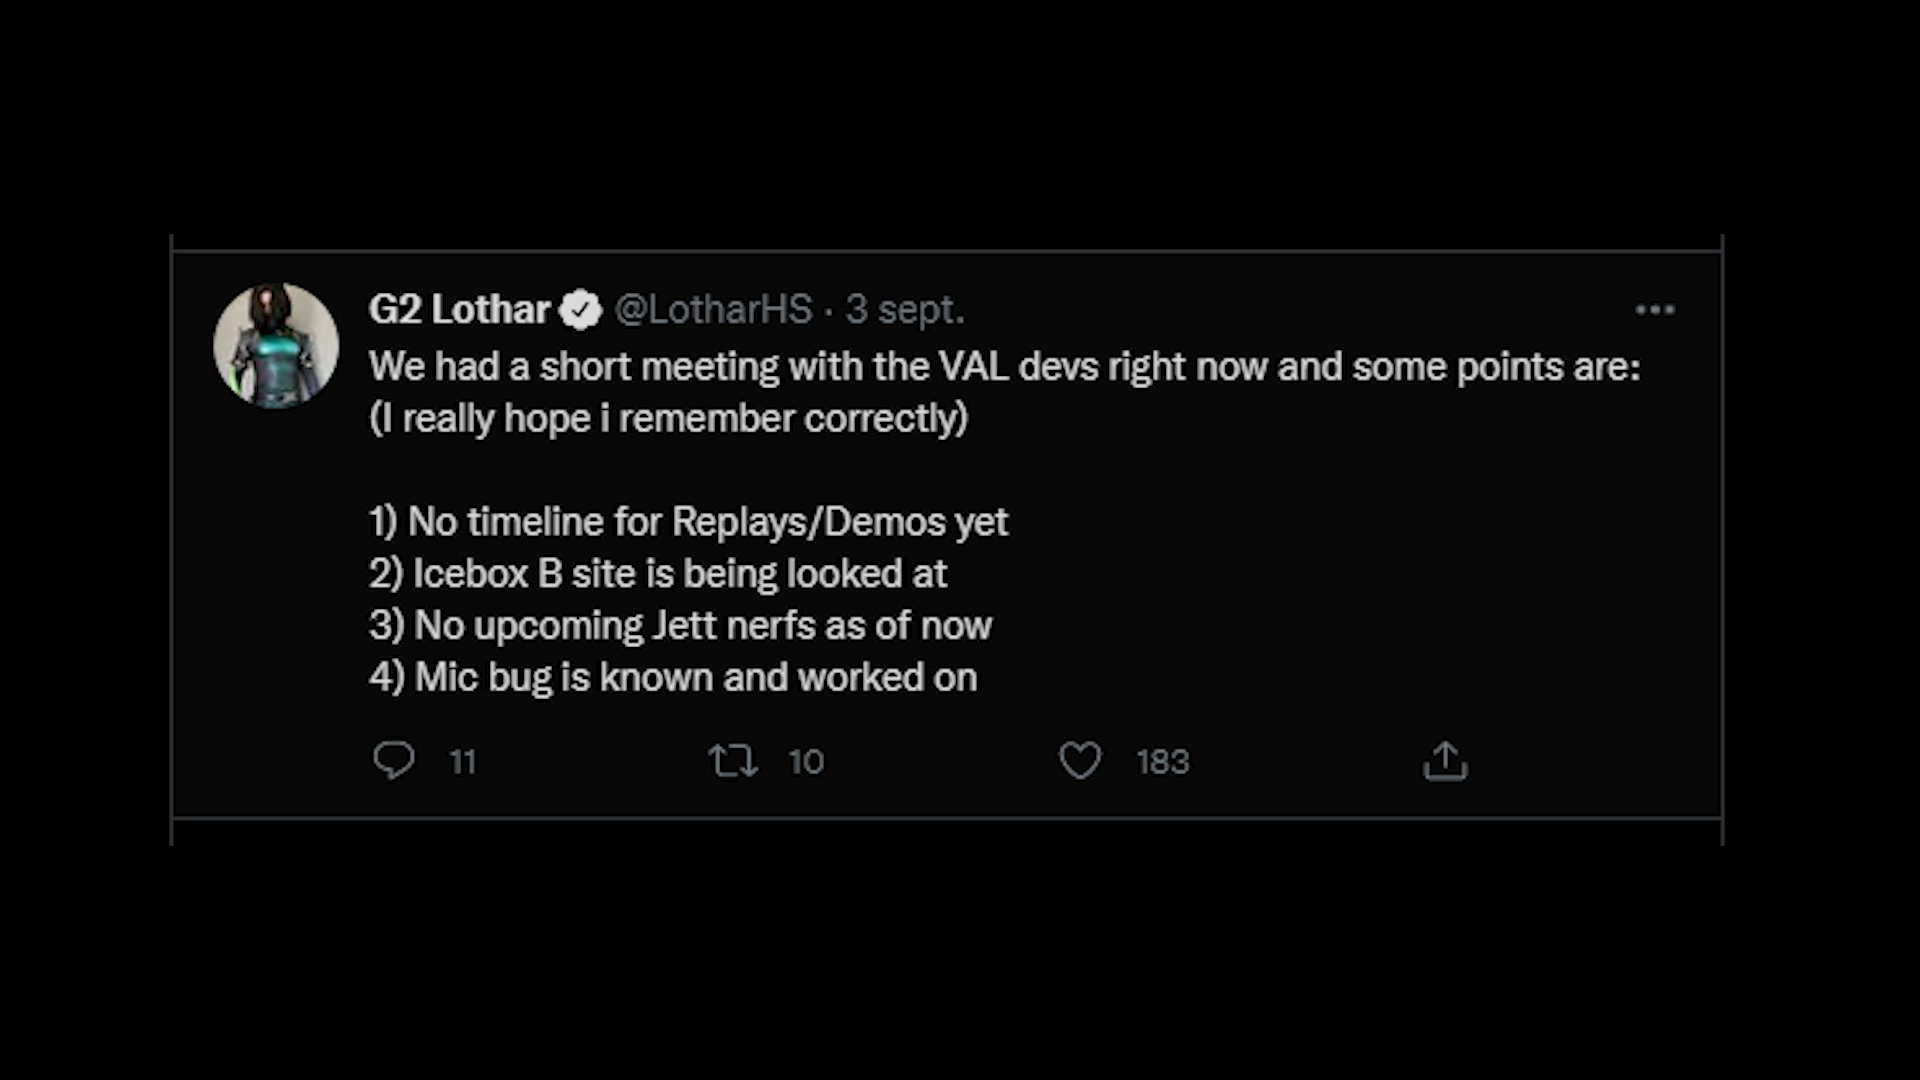 G2 Lothar @LotharHS · 3 sept.
We had a short meeting with the VAL devs right now and some points are:
(I really hope i remember correctly)
1) No timeline for Replays/Demos yet
2) Icebox B site is being looked at
3) No upcoming Jett nerfs as of now
4) Mic bug is known and worked on
11 10 183